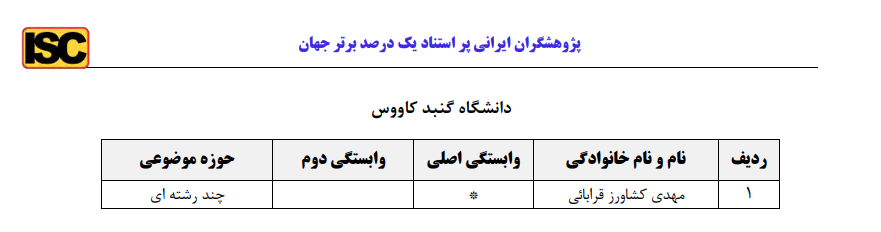 ISC
پژوهشگران ایرانی پر استناد یک درصد برتر جهان
دانشگاه گنبد کاووس
ردیف نام و نام خانوادگی وابستگی اصلی وابستگی دوم حوزه موضوعی
۱ مهدی کشاورز قرابائی * چند رشته ای